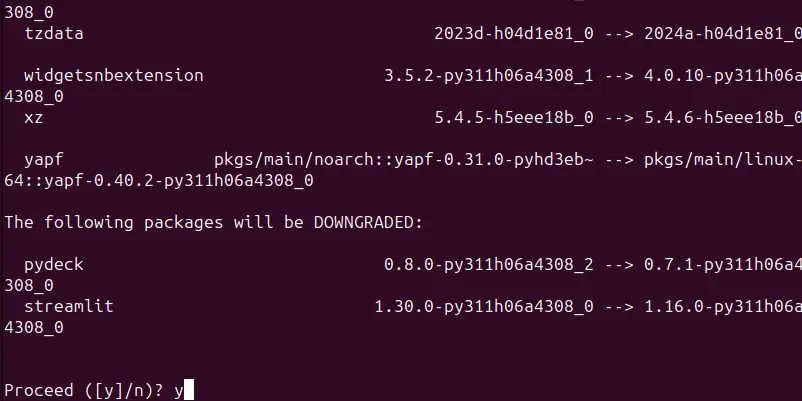 308_0
tzdata 2023d-h04d1e81_0 --> 2024a-h04d1e81_0
widgetsnbextension 3.5.2-py311h06a4308_1 --> 4.0.10-py311h06a
4308_0
xz 5.4.5-h5eee18b_0 --> 5.4.6-h5eee18b_0
yapf pkgs/main/noarch::yapf-0.31.0-pyhd3eb~ --> pkgs/main/linux-
64::yapf-0.40.2-py311h06a4308_0
The following packages will be DOWNGRADED:
pydeck 0.8.0-py311h06a4308_2 --> 0.7.1-py311h06a4
308_0
streamlit 1.30.0-py311h06a4308_0 --> 1.16.0-py311h06a
4308_0
Proceed ([y]/n)? y